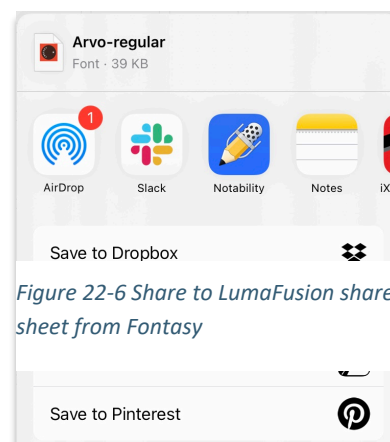 Arvo-regular
Font · 39 KB
1
AirDrop
Slack
Notability
Notes
iX
Save to Dropbox
Figure 22-6 Share to LumaFusion share
sheet from Fontasy
Save to Pinterest